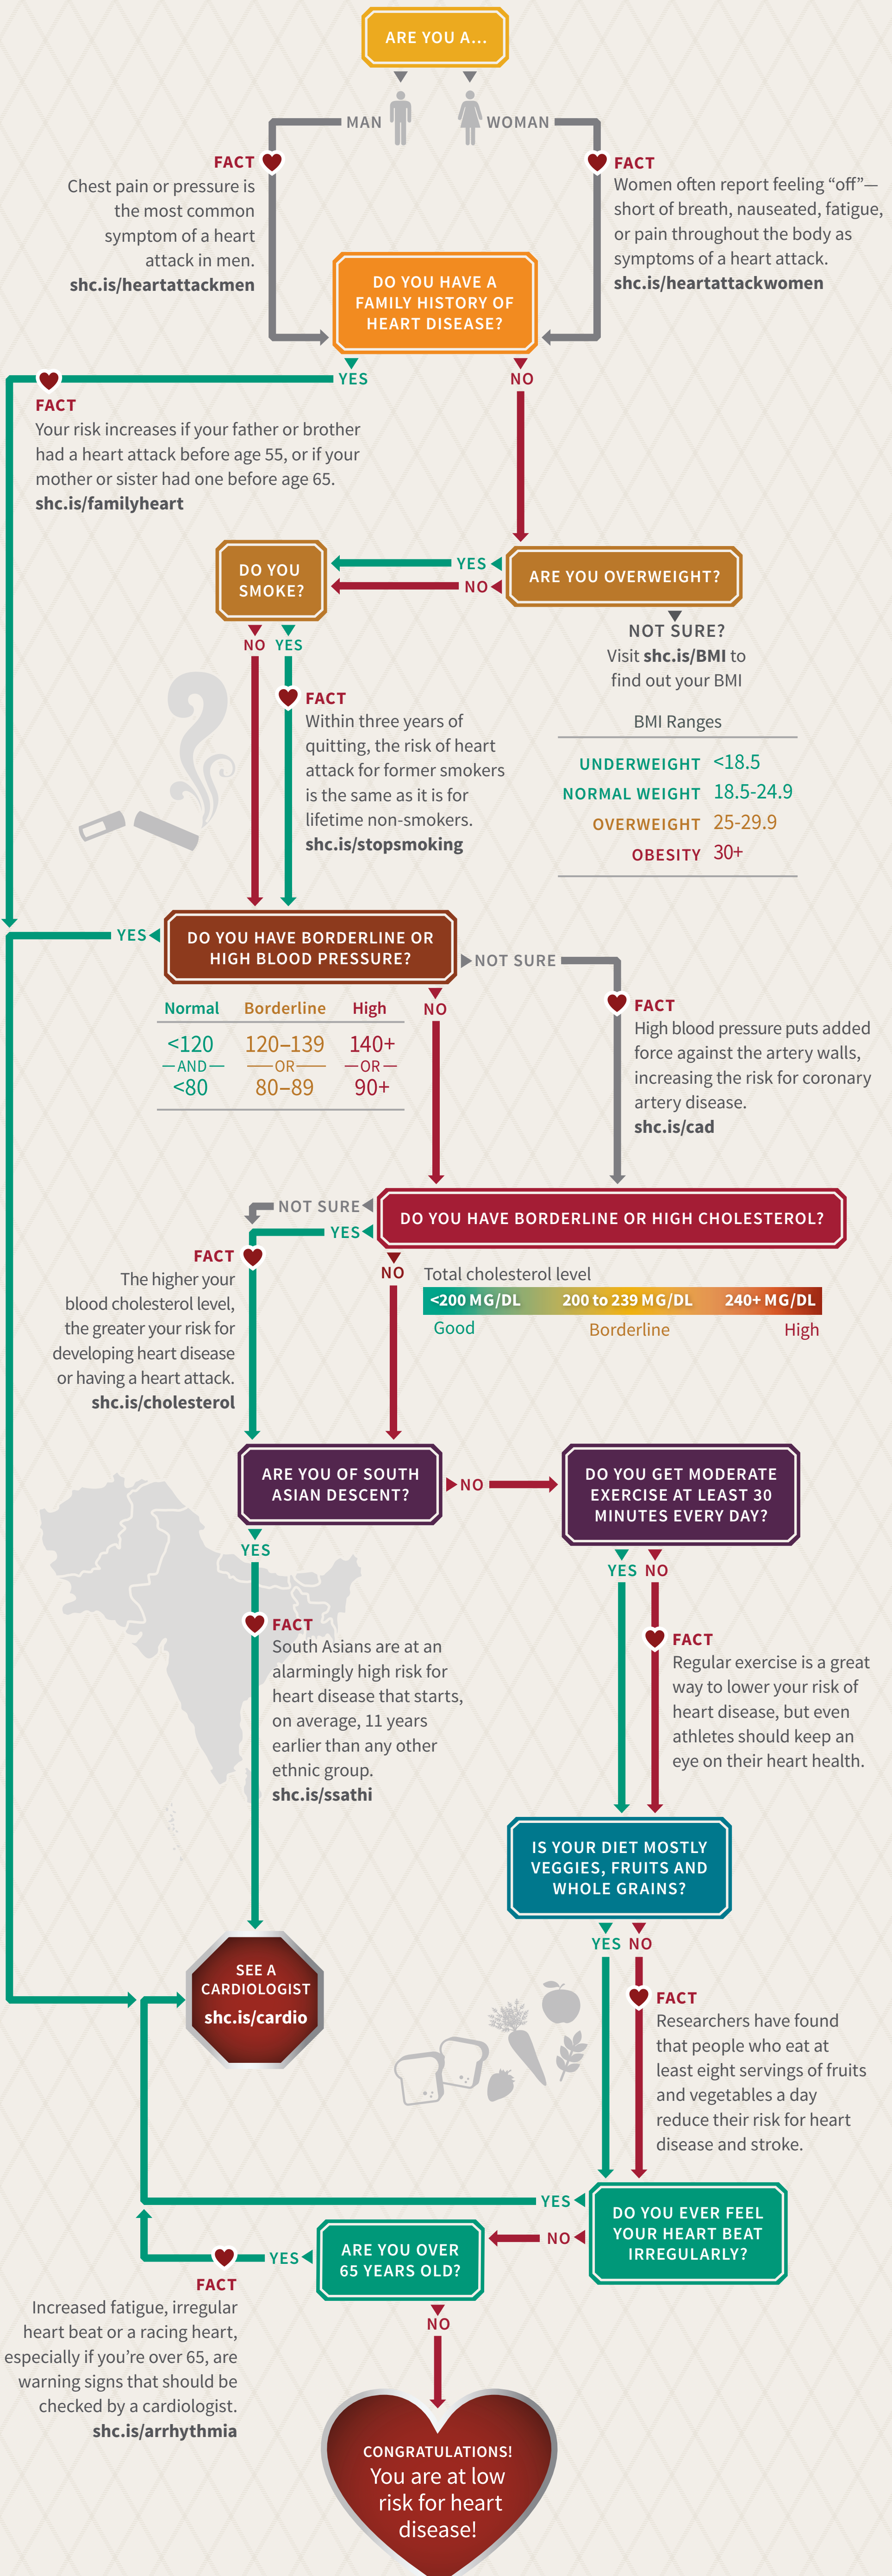 ARE YOU A...
MAN
WOMAN
FACT
Chest pain or pressure is
the most common
symptom of a heart
attack in men.
shc.is/heartattackmen
FACT
Women often report feeling “off”—
short of breath, nauseated, fatigue,
or pain throughout the body as
symptoms of a heart attack.
shc.is/heartattackwomen
DO YOU HAVE A
FAMILY HISTORY OF
HEART DISEASE?
YES
NO
FACT
Your risk increases if your father or brother
had a heart attack before age 55, or if your
mother or sister had one before age 65.
shc.is/familyheart
ARE YOU OVERWEIGHT?
YES
NO
NOT SURE?
Visit shc.is/BMI to
find out your BMI
BMI Ranges
UNDERWEIGHT <18.5
NORMAL WEIGHT 18.5-24.9
OVERWEIGHT 25-29.9
OBESITY 30+
DO YOU
SMOKE?
NO YES
FACT
Within three years of
quitting, the risk of heart
attack for former smokers
is the same as it is for
lifetime non-smokers.
shc.is/stopsmoking
DO YOU HAVE BORDERLINE OR
HIGH BLOOD PRESSURE?
YES
NOT SURE
NO
Normal Borderline High
<120 120–139 140+
AND OR OR
<80 80–89 90+
FACT
High blood pressure puts added
force against the artery walls,
increasing the risk for coronary
artery disease.
shc.is/cad
DO YOU HAVE BORDERLINE OR HIGH CHOLESTEROL?
NOT SURE
YES
NO
Total cholesterol level
<200 MG/DL 200 to 239 MG/DL 240+ MG/DL
Good Borderline High
FACT
The higher your
blood cholesterol level,
the greater your risk for
developing heart disease
or having a heart attack.
shc.is/cholesterol
ARE YOU OF SOUTH
ASIAN DESCENT?
NO
YES
DO YOU GET MODERATE
EXERCISE AT LEAST 30
MINUTES EVERY DAY?
YES NO
FACT
South Asians are at an
alarmingly high risk for
heart disease that starts,
on average, 11 years
earlier than any other
ethnic group.
shc.is/ssathi
FACT
Regular exercise is a great
way to lower your risk of
heart disease, but even
athletes should keep an
eye on their heart health.
IS YOUR DIET MOSTLY
VEGGIES, FRUITS AND
WHOLE GRAINS?
YES NO
SEE A
CARDIOLOGIST
shc.is/cardio
FACT
Researchers have found
that people who eat at
least eight servings of fruits
and vegetables a day
reduce their risk for heart
disease and stroke.
DO YOU EVER FEEL
YOUR HEART BEAT
IRREGULARLY?
YES
NO
ARE YOU OVER
65 YEARS OLD?
YES
NO
FACT
Increased fatigue, irregular
heart beat or a racing heart,
especially if you’re over 65, are
warning signs that should be
checked by a cardiologist.
shc.is/arrhythmia
CONGRATULATIONS!
You are at low
risk for heart
disease!